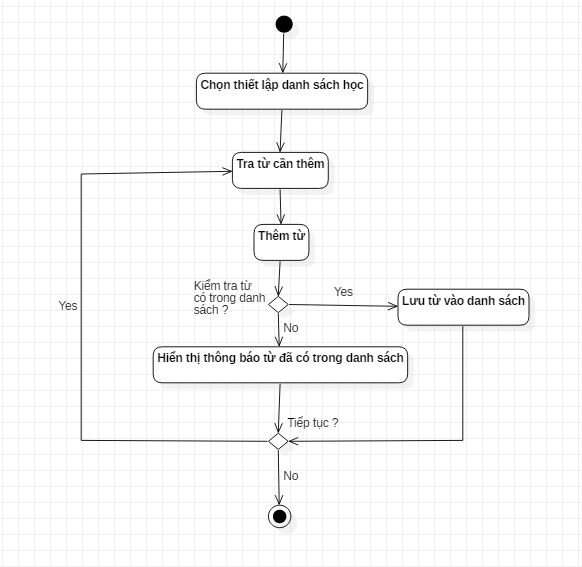 Chọn thiết lập danh sách học
Tra từ cần thêm
Thêm từ
Kiểm tra từ
có trong danh
sách ?
Yes
Lưu từ vào danh sách
Yes
No
Hiển thị thông báo từ đã có trong danh sách
Tiếp tục ?
No